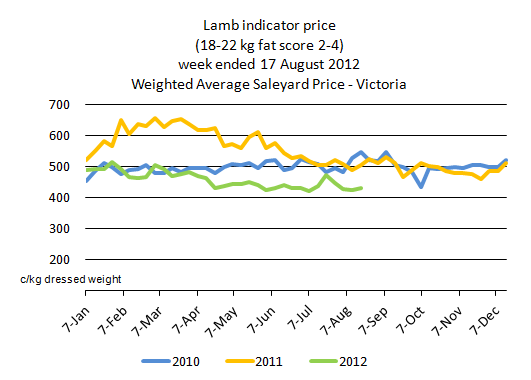 Lamb indicator price
(18-22 kg fat score 2-4)
week ended 17 August 2012
Weighted Average Saleyard Price - Victoria
700
600
500
400
300
200
c/kg dressed weight
7-Jan 7-Feb 7-Mar 7-Apr 7-May 7-Jun 7-Jul 7-Aug 7-Sep 7-Oct 7-Nov 7-Dec
2010 2011 2012